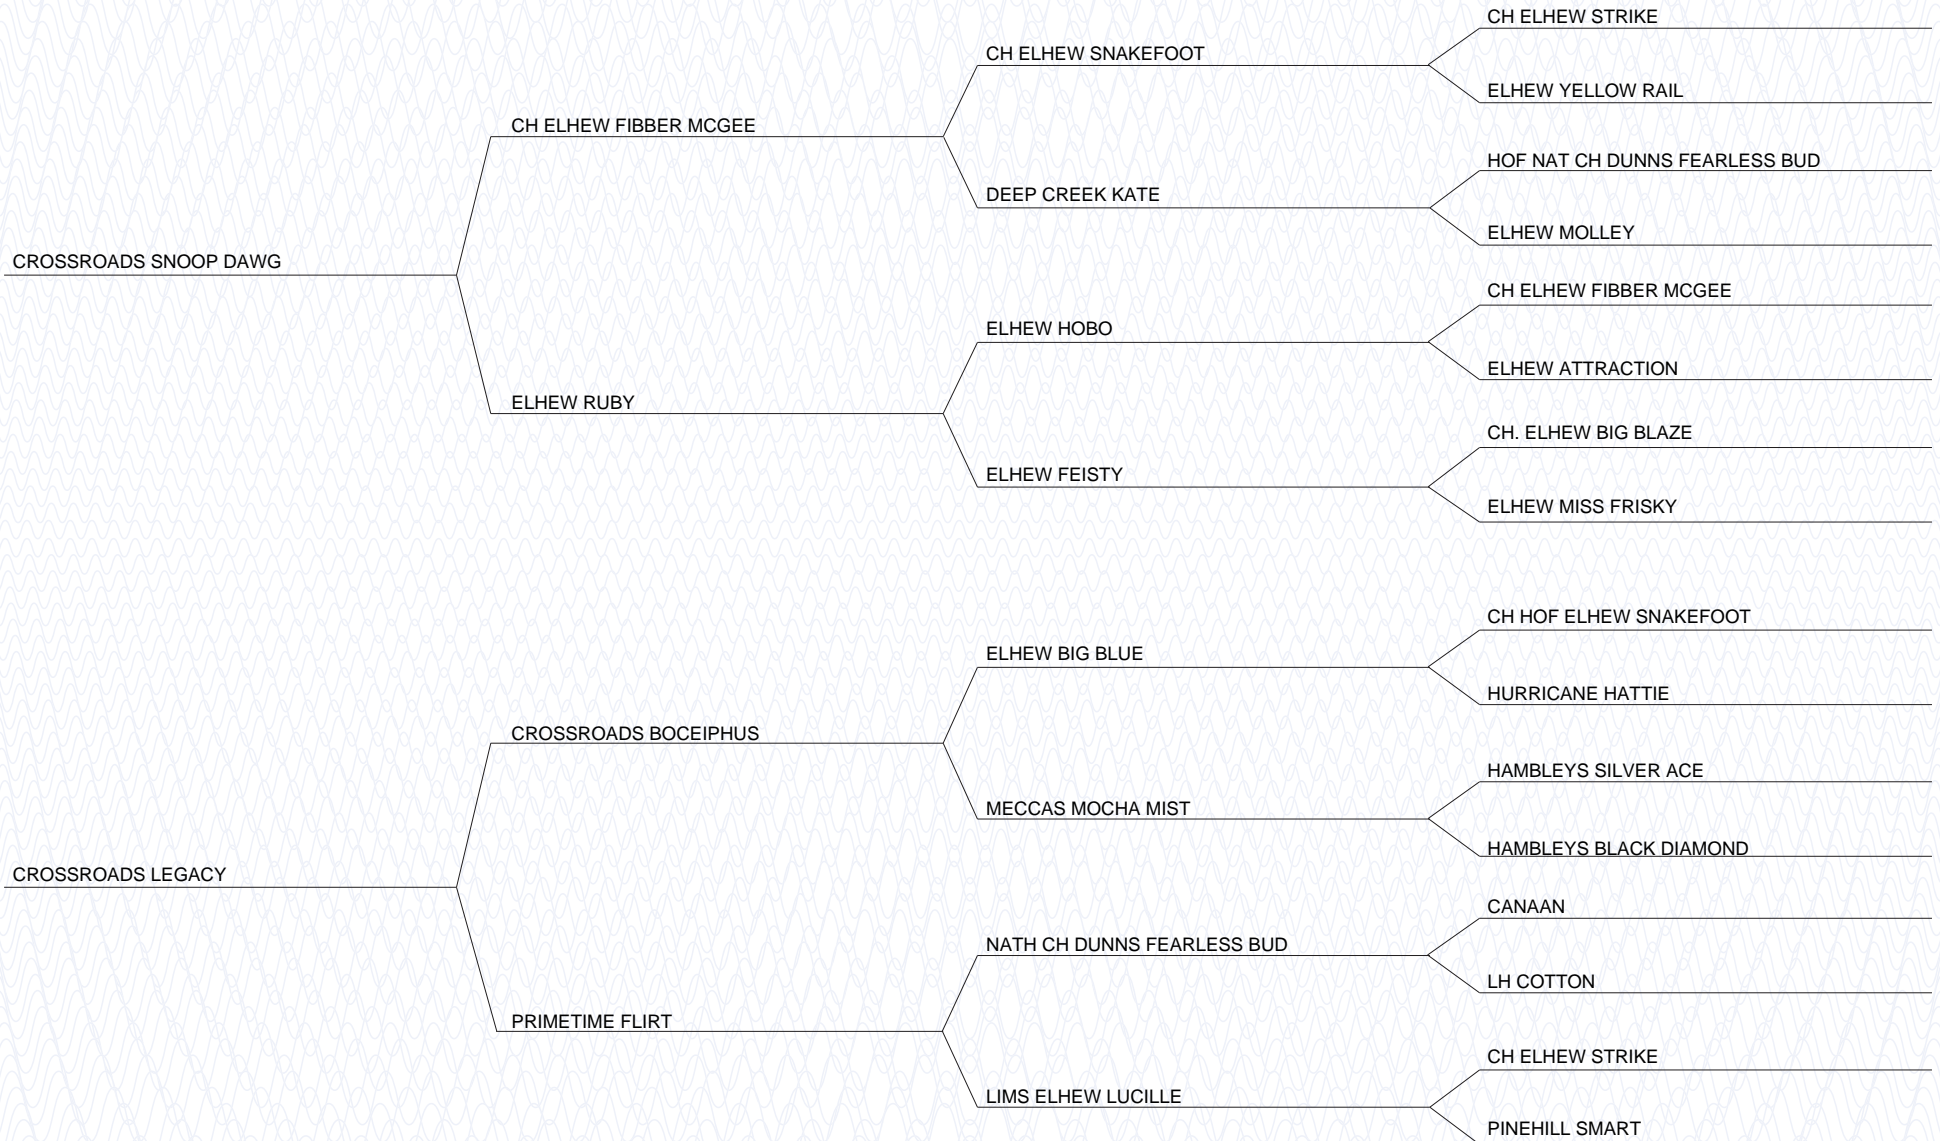 CH ELHEW STRIKE
CH ELHEW SNAKEFOOT
ELHEW YELLOW RAIL
CH ELHEW FIBBER MCGEE
HOF NAT CH DUNNS FEARLESS BUD
DEEP CREEK KATE
ELHEW MOLLEY
CROSSROADS SNOOP DAWG
CH ELHEW FIBBER MCGEE
ELHEW HOBO
ELHEW ATTRACTION
ELHEW RUBY
CH. ELHEW BIG BLAZE
ELHEW FEISTY
ELHEW MISS FRISKY
CH HOF ELHEW SNAKEFOOT
ELHEW BIG BLUE
HURRICANE HATTIE
CROSSROADS BOCEIPHUS
HAMBLEYS SILVER ACE
MECCAS MOCHA MIST
HAMBLEYS BLACK DIAMOND
CROSSROADS LEGACY
CANAAN
NATH CH DUNNS FEARLESS BUD
LH COTTON
PRIMETIME FLIRT
CH ELHEW STRIKE
LIMS ELHEW LUCILLE
PINEHILL SMART